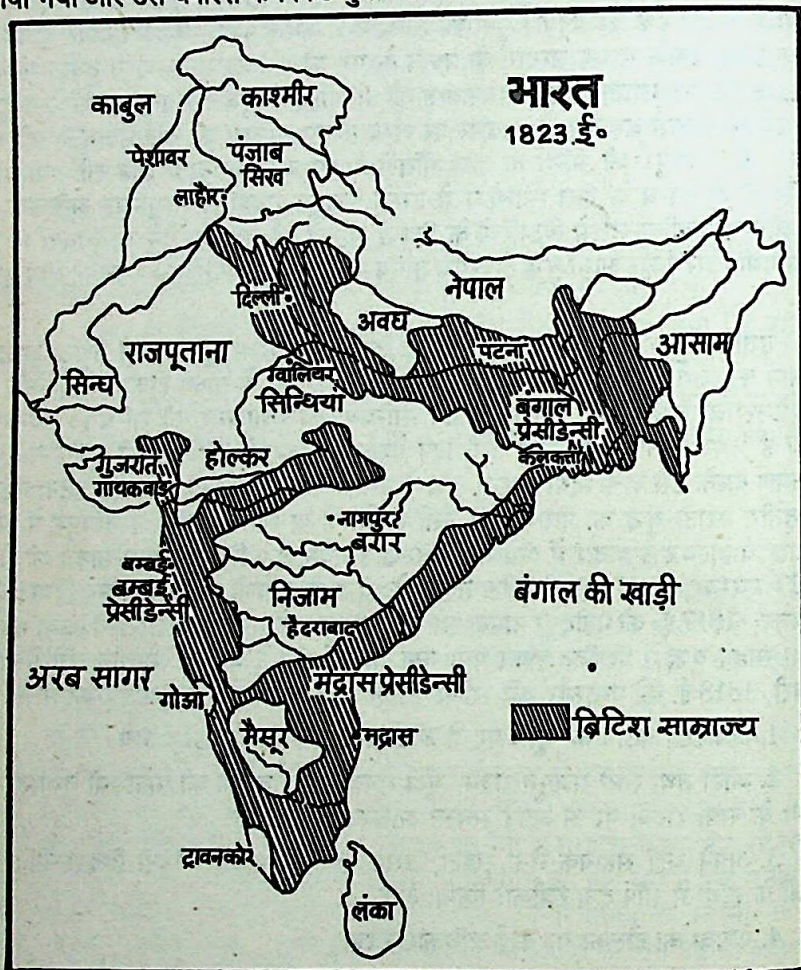 भारत
1823.ई॰
काबुल
काश्मीर
पेशावर
पंजाब
सिख
लाहौर
दिल्ली
नेपाल
अवध
राजपूताना
पटना
आसाम
सिन्ध
ग्वालियर
सिन्धिया
बंगाल
प्रेसीडेन्सी
कलकत्ता
गुजरात
गायकवाड़
होल्कर
नागपुर
बरार
बम्बई
बम्बई
प्रेसीडेन्सी
निजाम
हैदराबाद
बंगाल की खाड़ी
अरब सागर
गोआ
मद्रास प्रेसीडेन्सी
मैसूर
मद्रास
ब्रिटिश साम्राज्य
ट्रावनकोर
लंका